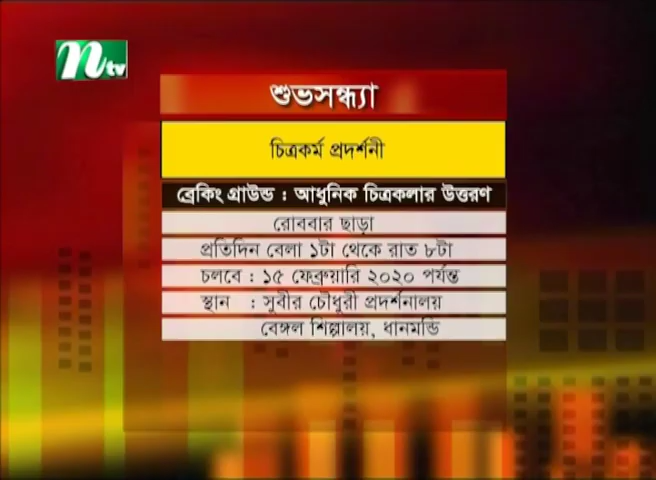 ntv
শুভসন্ধ্যা
চিত্রকর্ম প্রদর্শনী
ব্রেকিং গ্রাউন্ড : আধুনিক চিত্রকলার উত্তরণ
রোববার ছাড়া
প্রতিদিন বেলা ১টা থেকে রাত ৮টা
চলবে : ১৫ ফেব্রুয়ারি ২০২০ পর্যন্ত
স্থান : সুবীর চৌধুরী প্রদর্শনালয়
বেঙ্গল শিল্পালয়, ধানমন্ডি